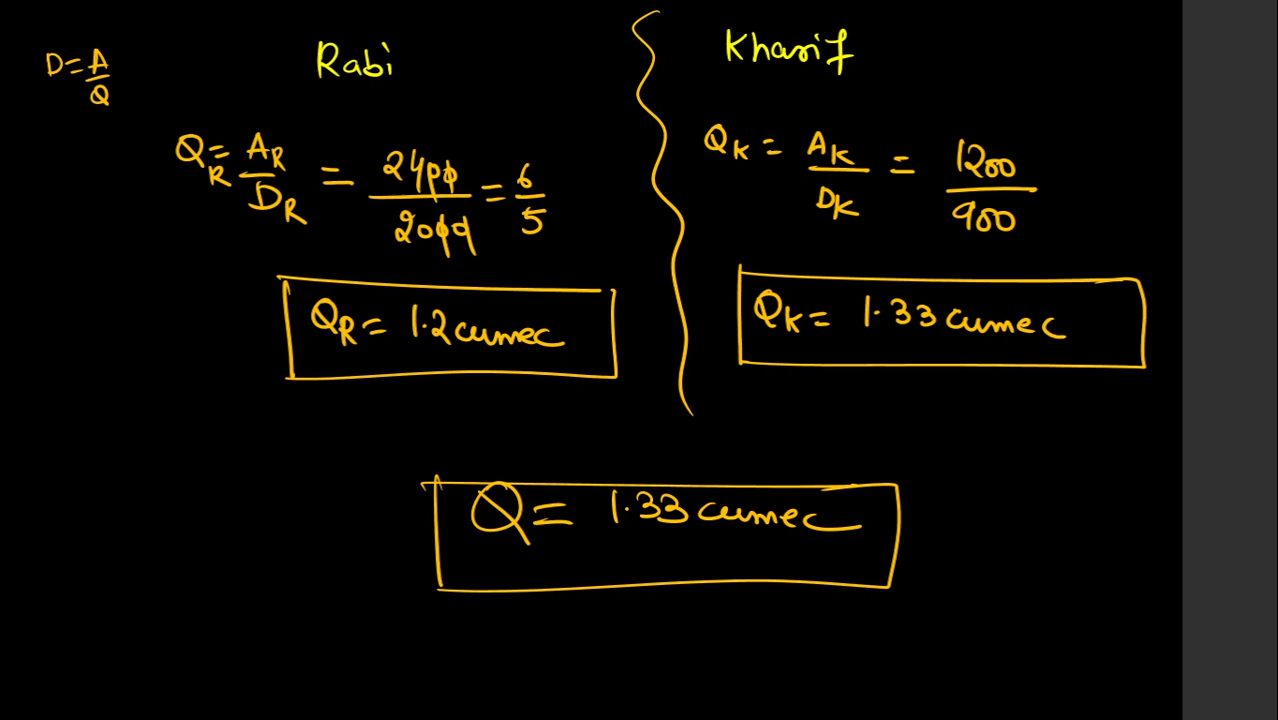 D = A/Q
Rabi
Q_R = A_R/D_R = 2400/2000 = 6/5
Q_R = 1.2 cumec
Kharif
Q_K = A_K/D_K = 1200/900
Q_K = 1.33 cumec
Q = 1.33 cumec